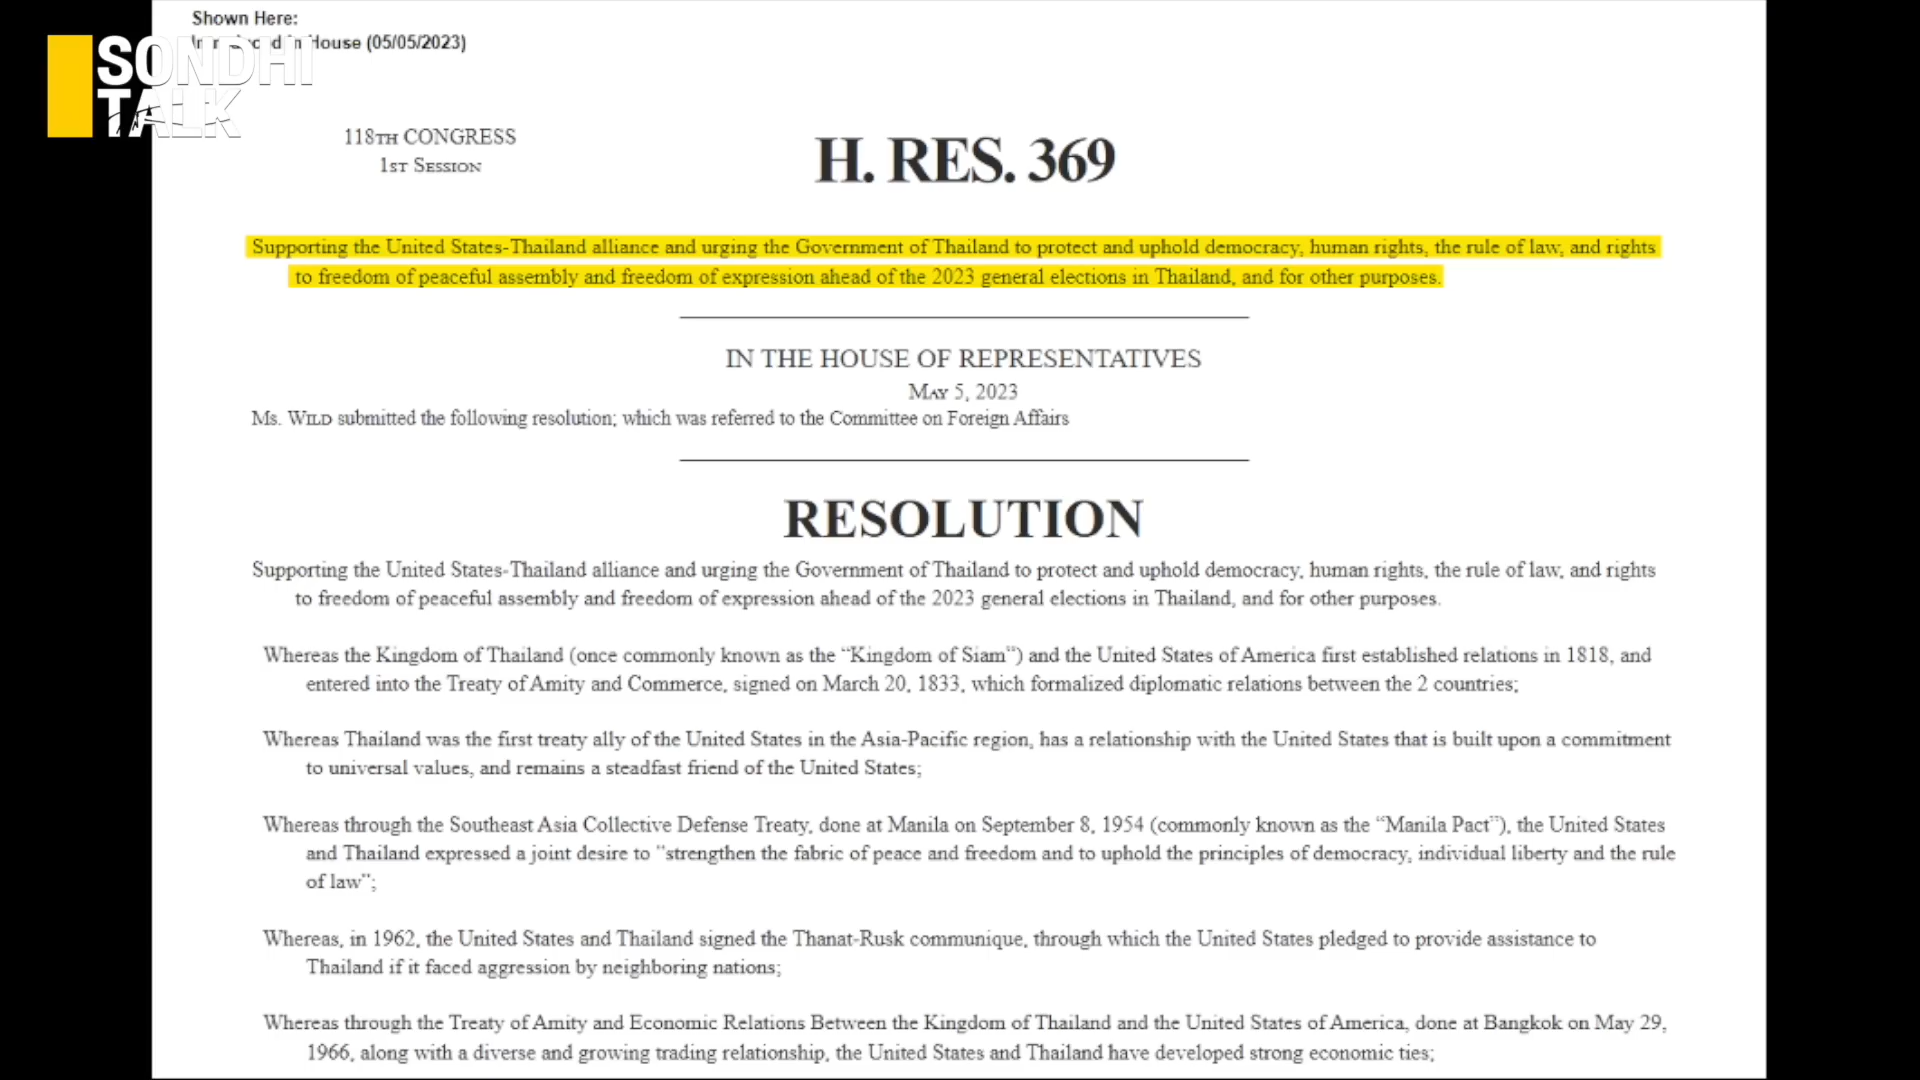 Shown Here:
Introduced in House (05/05/2023)
SONDHI
TALK
118TH CONGRESS
1ST SESSION
H. RES. 369
Supporting the United States-Thailand alliance and urging the Government of Thailand to protect and uphold democracy, human rights, the rule of law, and rights
to freedom of peaceful assembly and freedom of expression ahead of the 2023 general elections in Thailand, and for other purposes.
IN THE HOUSE OF REPRESENTATIVES
MAY 5, 2023
Ms. WILD submitted the following resolution; which was referred to the Committee on Foreign Affairs
RESOLUTION
Supporting the United States-Thailand alliance and urging the Government of Thailand to protect and uphold democracy, human rights, the rule of law, and rights
to freedom of peaceful assembly and freedom of expression ahead of the 2023 general elections in Thailand, and for other purposes.
Whereas the Kingdom of Thailand (once commonly known as the “Kingdom of Siam“) and the United States of America first established relations in 1818, and
entered into the Treaty of Amity and Commerce, signed on March 20, 1833, which formalized diplomatic relations between the 2 countries;
Whereas Thailand was the first treaty ally of the United States in the Asia-Pacific region, has a relationship with the United States that is built upon a commitment
to universal values, and remains a steadfast friend of the United States;
Whereas through the Southeast Asia Collective Defense Treaty, done at Manila on September 8, 1954 (commonly known as the “Manila Pact”), the United States
and Thailand expressed a joint desire to “strengthen the fabric of peace and freedom and to uphold the principles of democracy, individual liberty and the rule
of law”;
Whereas, in 1962, the United States and Thailand signed the Thanat-Rusk communique, through which the United States pledged to provide assistance to
Thailand if it faced aggression by neighboring nations;
Whereas through the Treaty of Amity and Economic Relations Between the Kingdom of Thailand and the United States of America, done at Bangkok on May 29,
1966, along with a diverse and growing trading relationship, the United States and Thailand have developed strong economic ties;